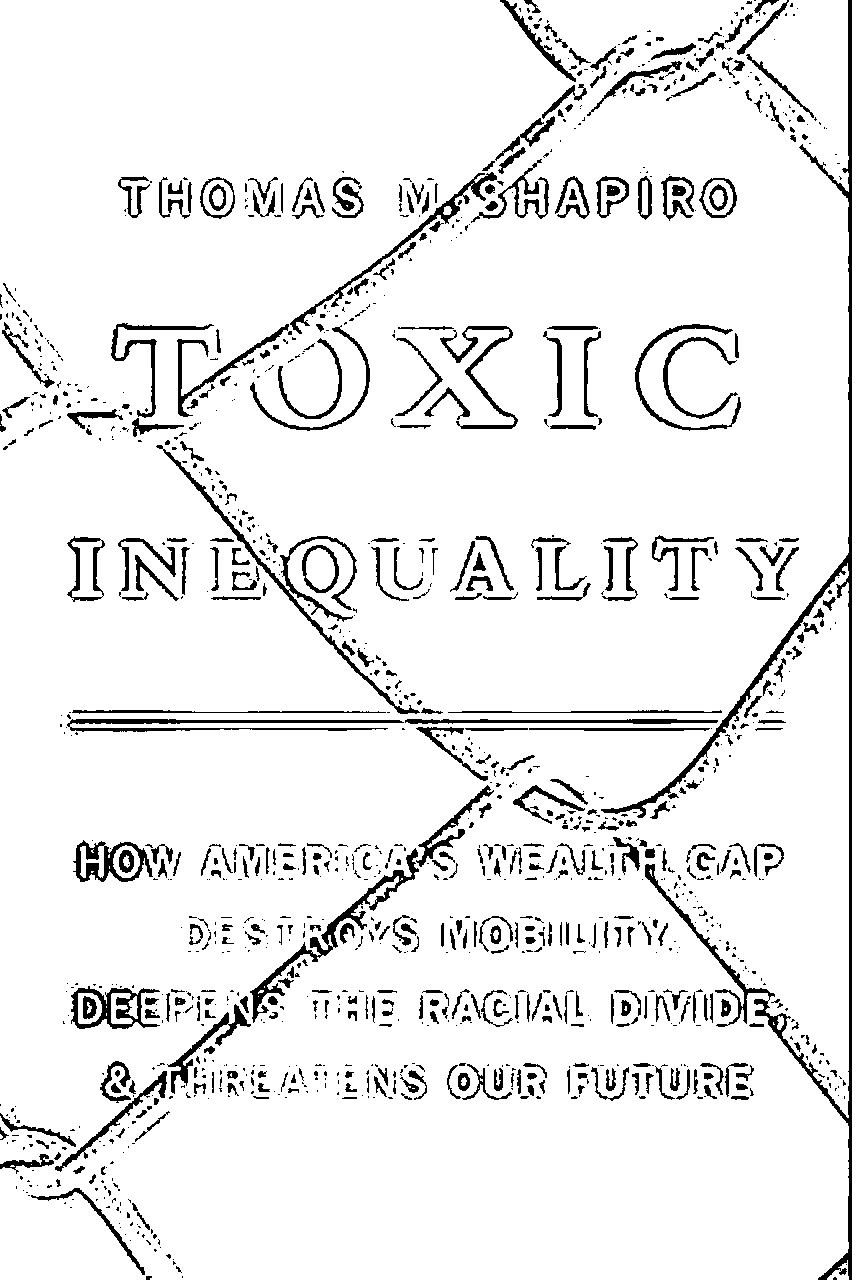 THOMAS M. SHAPIRO
TOXIC
INEQUALITY
HOW AMERICA'S WEALTH GAP
DESTROYS MOBILITY,
DEEPENS THE RACIAL DIVIDE,
& THREATENS OUR FUTURE